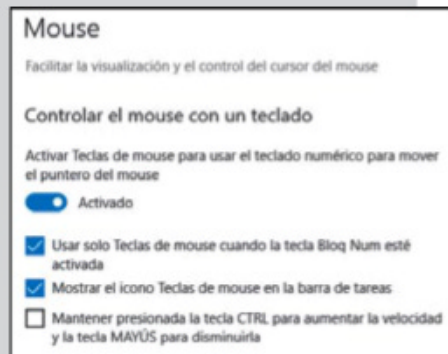 Mouse
Facilitar la visualización y el control del cursor del mouse
Controlar el mouse con un teclado
Activar Teclas de mouse para usar el teclado numérico para mover
el puntero del mouse
Activado
Usar solo Teclas de mouse cuando la tecla Bloq Num esté
activada
Mostrar el icono Teclas de mouse en la barra de tareas
Mantener presionada la tecla CTRL para aumentar la velocidad
y la tecla MAYÚS para disminuirla